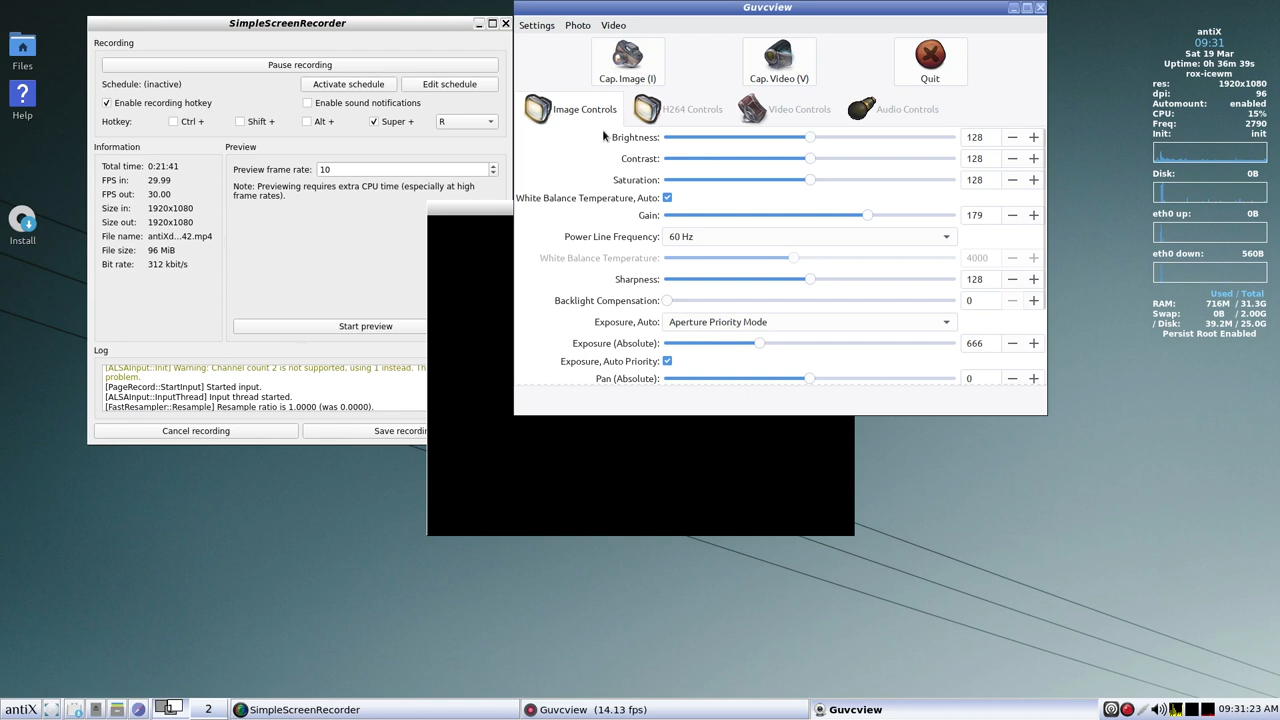 SimpleScreenRecorder
Recording
Pause recording
Schedule: (inactive)
Activate schedule
Edit schedule
Enable recording hotkey
Enable sound notifications
Hotkey:
Ctrl +
Shift +
Alt +
Super +
R
Information
Total time: 0:21:41
FPS in: 29.99
FPS out: 30.00
Size in: 1920x1080
Size out: 1920x1080
File name: antiXd...42.mp4
File size: 96 MiB
Bit rate: 312 kbit/s
Preview
Preview frame rate: 10
Note: Previewing requires extra CPU time (especially at high
frame rates).
Start preview
Log
[ALSAInput::Init] Warning: Channel count 2 is not supported, using 1 instead.
problem.
[PageRecord::StartInput] Started input.
[ALSAInput::InputThread] Input thread started.
[FastResampler::Resample] Resample ratio is 1.0000 (was 0.0000).
Cancel recording
Save
Guvcview
Settings
Photo
Video
Cap. Image (I)
Cap. Video (V)
Quit
Image Controls
H264 Controls
Video Controls
Audio Controls
Brightness: 128
Contrast: 128
Saturation: 128
White Balance Temperature, Auto:
Gain: 179
Power Line Frequency: 60 Hz
White Balance Temperature: 4000
Sharpness: 128
Backlight Compensation: 0
Exposure, Auto: Aperture Priority Mode
Exposure (Absolute): 666
Exposure, Auto Priority:
Pan (Absolute): 0
Files
Help
Install
antiX
09:31
Sat 19 Mar
Uptime: 0h 36m 39s
rox-icewm
res: 1920x1080
dpi: 96
Automount: enabled
CPU: 15%
Freq: 2790
Init: init
Disk: 0B
eth0 up: 0B
eth0 down: 560B
Used / Total
RAM: 716M / 31.3G
Swap: 0B / 2.00G
/ Disk: 39.2M / 25.0G
Persist Root Enabled
antiX
1
2
SimpleScreenRecorder
Guvcview (14.13 fps)
Guvcview
09:31:23 AM